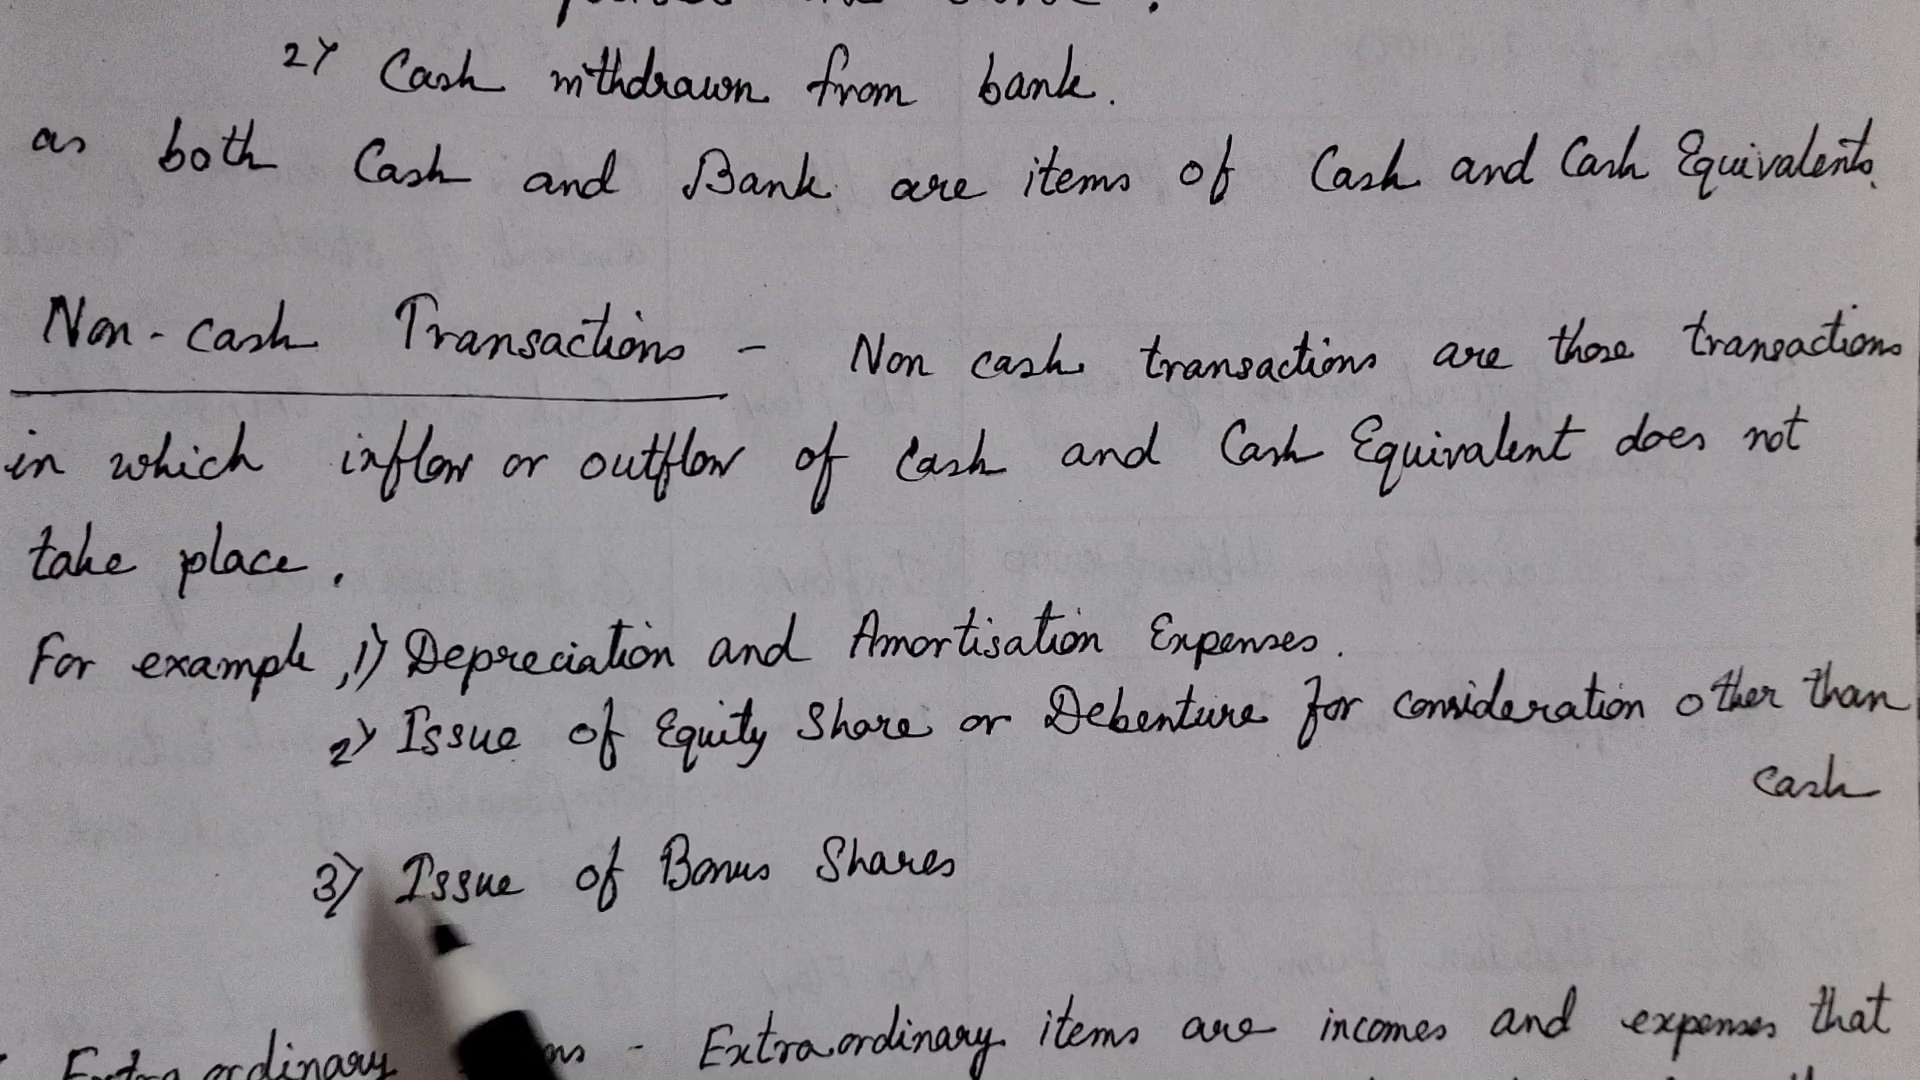 2) Cash withdrawn from bank.
as both Cash and Bank are items of Cash and Cash Equivalents.
Non-cash Transactions - Non cash transactions are those transactions
in which inflow or outflow of Cash and Cash Equivalent does not
take place.
For example, 1) Depreciation and Amortisation Expenses.
2) Issue of Equity Share or Debenture for consideration other than
cash
3) Issue of Bonus Shares
Extraordinary - Extraordinary items are incomes and expenses that